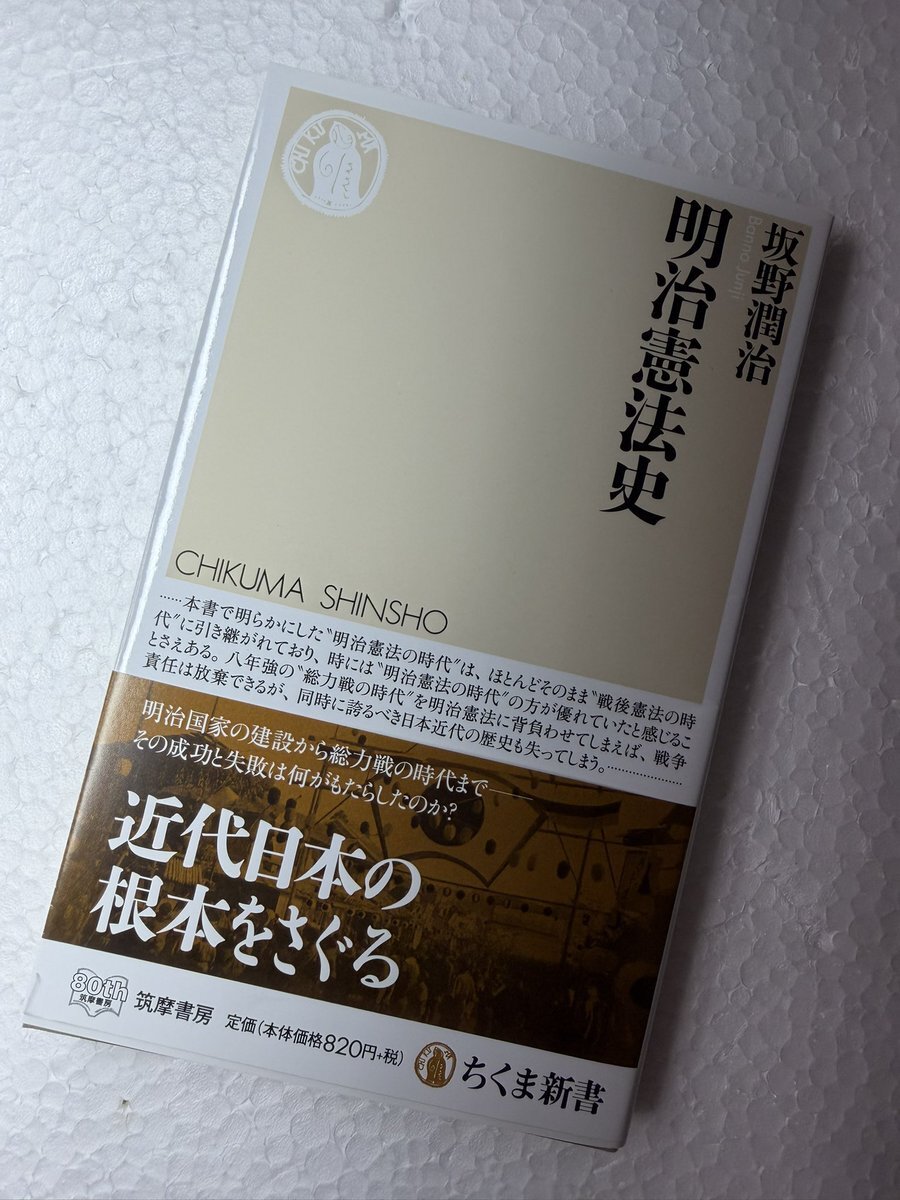 坂野潤治
Banno Junji
明治憲法史
CHIKUMA
CHIKUMA SHINSHO
……本書で明らかにした〝明治憲法の時代〟は、ほとんどそのまま〝戦後憲法の時
代〟に引き継がれており、時には〝明治憲法の時代〟の方が優れていたと感じるこ
とさえある。八年強の〝総力戦の時代〟を明治憲法に背負わせてしまえば、戦争
責任は放棄できるが、同時に誇るべき日本近代の歴史も失ってしまう。…………
明治国家の建設から総力戦の時代まで――
その成功と失敗は何がもたらしたのか?
近代日本の
根本をさぐる
80th
筑摩書房
筑摩書房 定価(本体価格820円+税)
ちくま新書